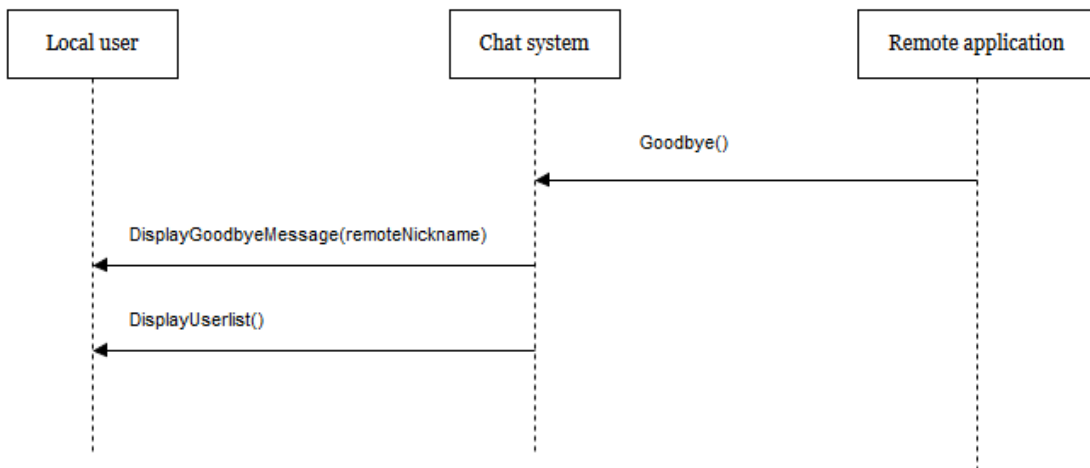 Local user
Chat system
Remote application
Goodbye()
DisplayGoodbyeMessage(remoteNickname)
DisplayUserlist()